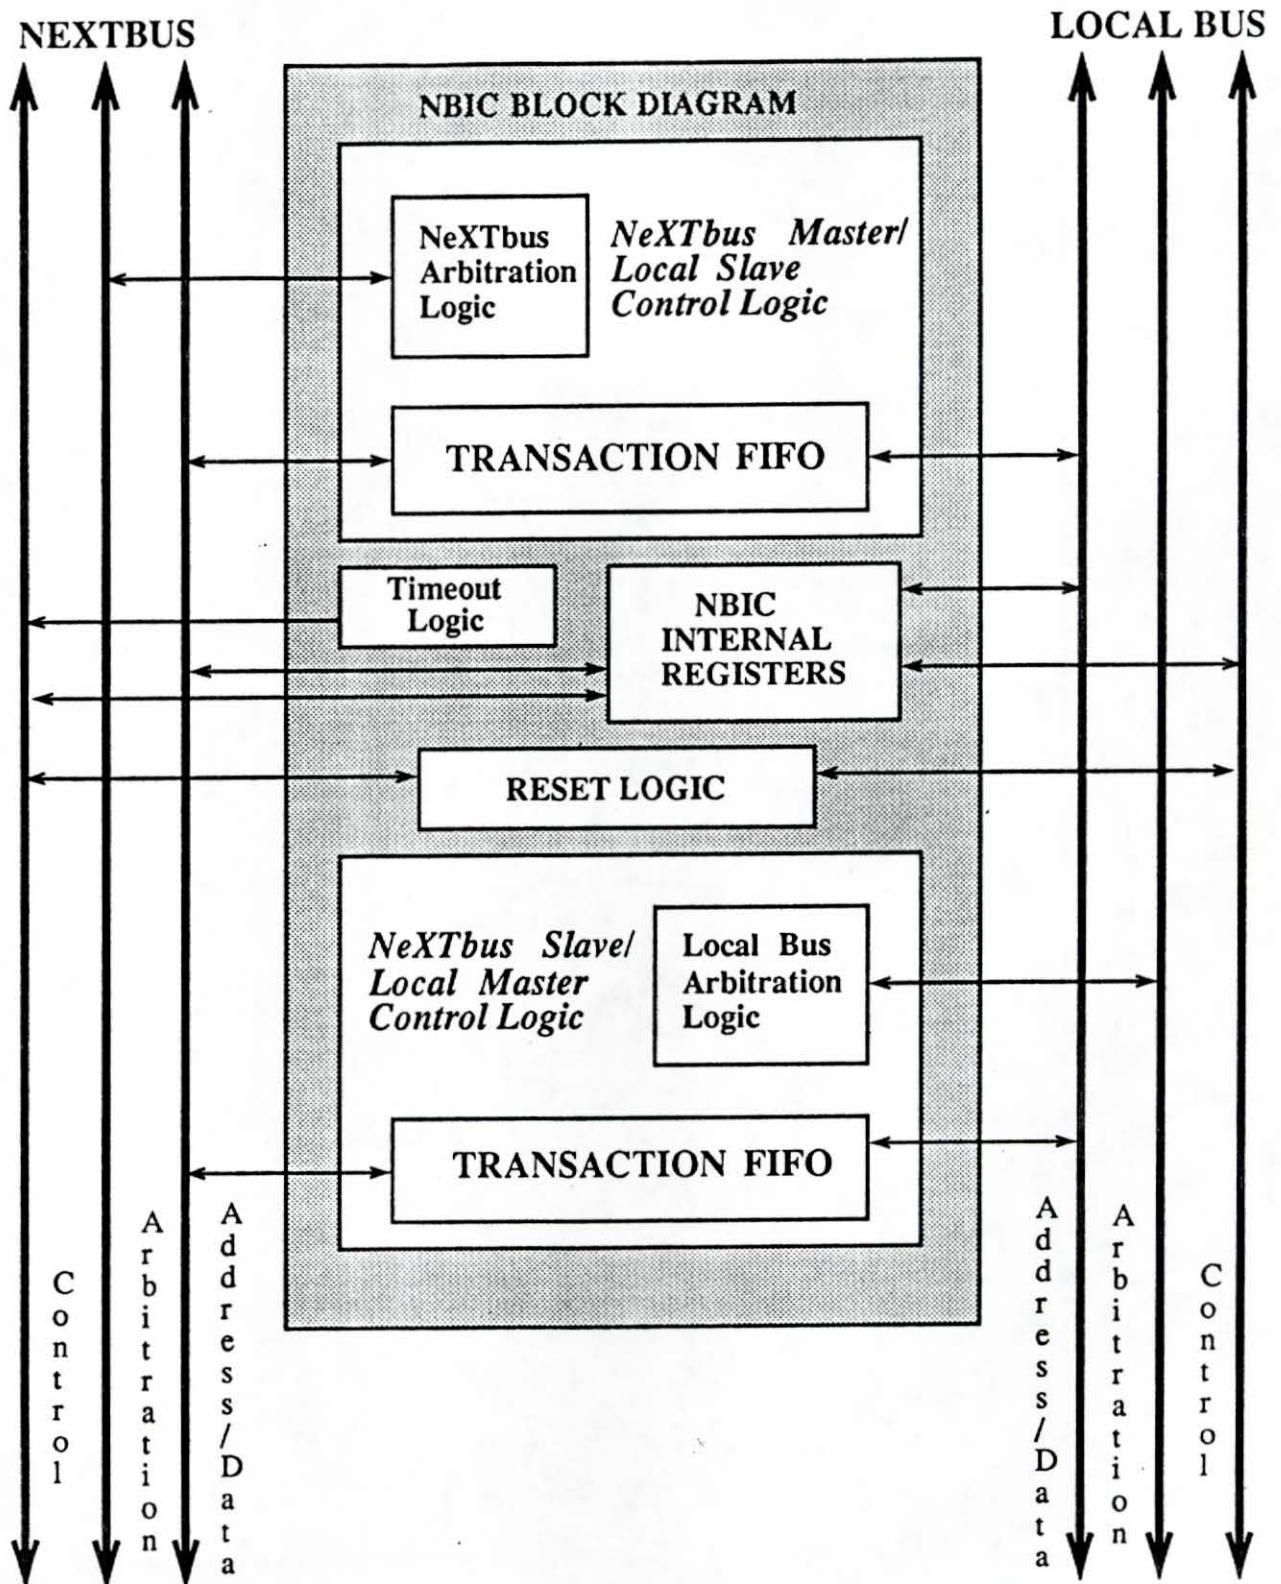 NEXTBUS
LOCAL BUS
NBIC BLOCK DIAGRAM
NeXTbus
Arbitration
Logic
NeXTbus Master/
Local Slave
Control Logic
TRANSACTION FIFO
Timeout
Logic
NBIC
INTERNAL
REGISTERS
RESET LOGIC
NeXTbus Slave/
Local Master
Control Logic
Local Bus
Arbitration
Logic
TRANSACTION FIFO
Control
Arbitration
Address/Data
Address/Data
Arbitration
Control